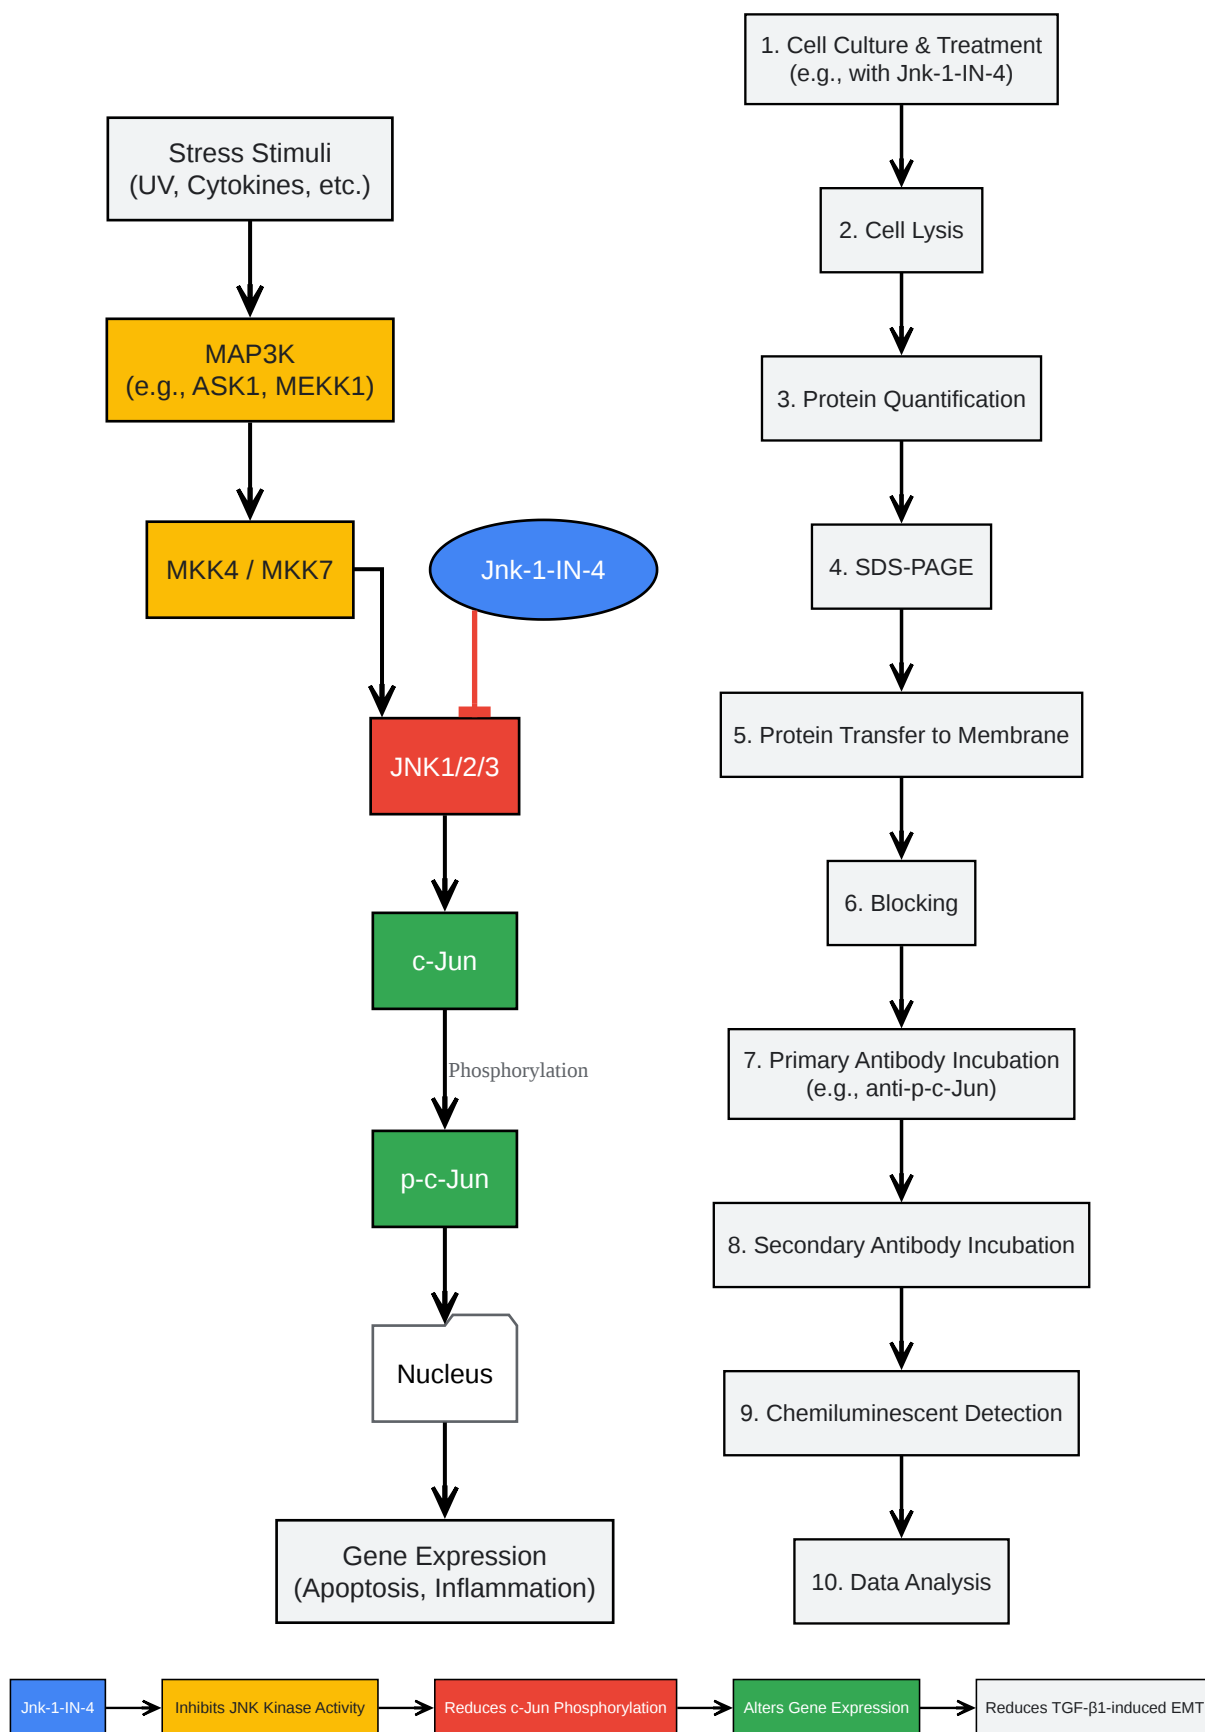 Stress Stimuli
(UV, Cytokines, etc.)
MAP3K
(e.g., ASK1, MEKK1)
MKK4 / MKK7
Jnk-1-IN-4
JNK1/2/3
c-Jun
Phosphorylation
p-c-Jun
Nucleus
Gene Expression
(Apoptosis, Inflammation)
1. Cell Culture & Treatment
(e.g., with Jnk-1-IN-4)
2. Cell Lysis
3. Protein Quantification
4. SDS-PAGE
5. Protein Transfer to Membrane
6. Blocking
7. Primary Antibody Incubation
(e.g., anti-p-c-Jun)
8. Secondary Antibody Incubation
9. Chemiluminescent Detection
10. Data Analysis
Jnk-1-IN-4
Inhibits JNK Kinase Activity
Reduces c-Jun Phosphorylation
Alters Gene Expression
Reduces TGF-β1-induced EMT